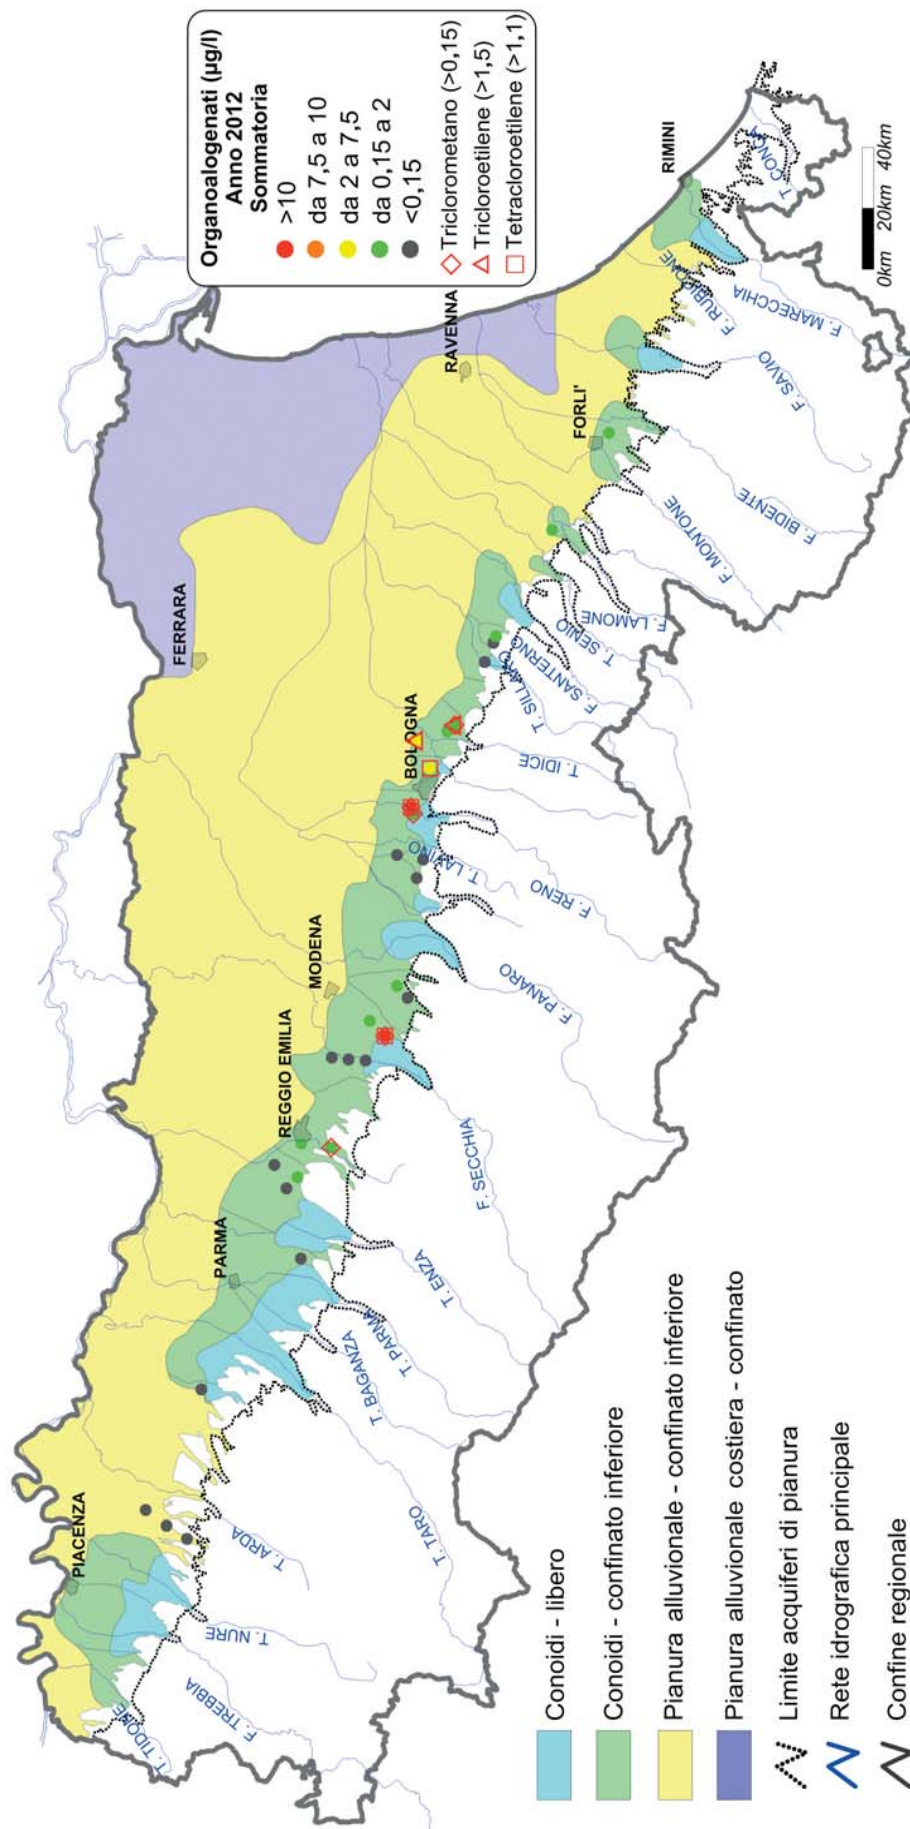 Organoalogenati (µg/l)
Anno 2012
Sommatoria
>10
da 7,5 a 10
da 2 a 7,5
da 0,15 a 2
<0,15
Triclorometano (>0,15)
Tricloroetilene (>1,5)
Tetracloroetilene (>1,1)
PIACENZA
PARMA
REGGIO EMILIA
MODENA
BOLOGNA
FERRARA
RAVENNA
FORLI'
RIMINI
T. TIDONE
F. TREBBIA
T. NURE
T. ARDA
T. TARO
T. BAGANZA
T. PARMA
T. ENZA
F. SECCHIA
F. PANARO
T. LAVINO
F. RENO
T. IDICE
T. SILLARO
F. SANTERNO
T. SENIO
F. LAMONE
F. MONTONE
F. BIDENTE
F. SAVIO
F. RUBICONE
F. MARECCHIA
T. CONCA
0km 20km 40km
Conoidi - libero
Conoidi - confinato inferiore
Pianura alluvionale - confinato inferiore
Pianura alluvionale costiera - confinato
Limite acquiferi di pianura
Rete idrografica principale
Confine regionale